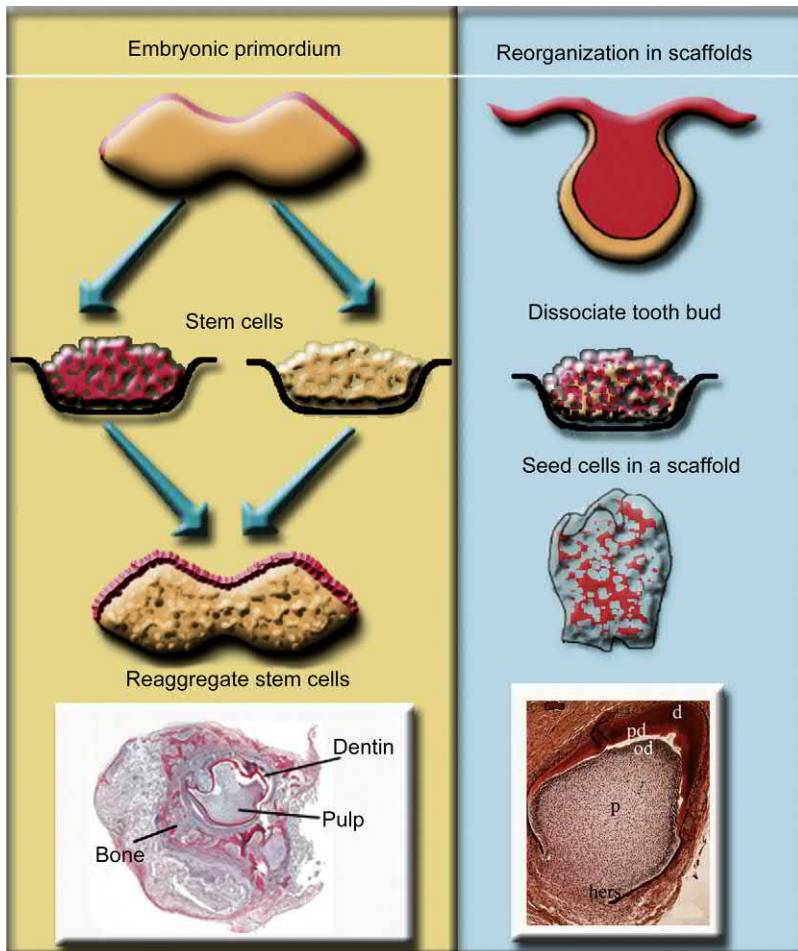 Embryonic primordium
Stem cells
Reaggregate stem cells
Dentin
Pulp
Bone
Reorganization in scaffolds
Dissociate tooth bud
Seed cells in a scaffold
d
pd
od
p
hers